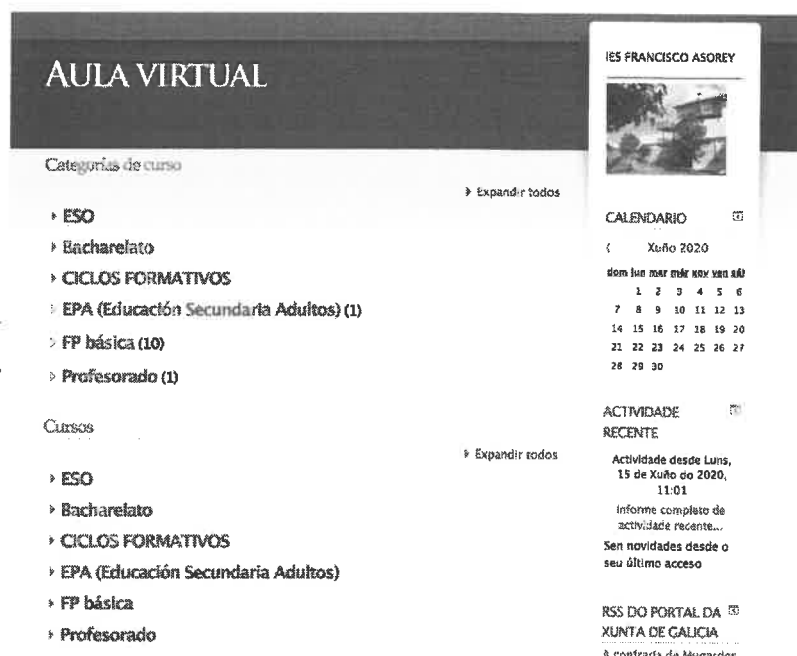 AULA VIRTUAL
Categorías de curso
Expandir todos
ESO
Bacharelato
CICLOS FORMATIVOS
EPA (Educación Secundaria Adultos) (1)
FP básica (10)
Profesorado (1)
Cursos
Expandir todos
ESO
Bacharelato
CICLOS FORMATIVOS
EPA (Educación Secundaria Adultos)
FP básica
Profesorado
IES FRANCISCO ASOREY
CALENDARIO
Xuño 2020
dom lun mar mér xov ven sáb
1 2 3 4 5 6
7 8 9 10 11 12 13
14 15 16 17 18 19 20
21 22 23 24 25 26 27
28 29 30
ACTIVIDADE
RECENTE
Actividade desde Luns,
15 de Xuño do 2020,
11:01
Informe completo de
actividade recente...
Sen novidades desde o
seu último acceso
RSS DO PORTAL DA
XUNTA DE GALICIA
A confraría de Mugardos